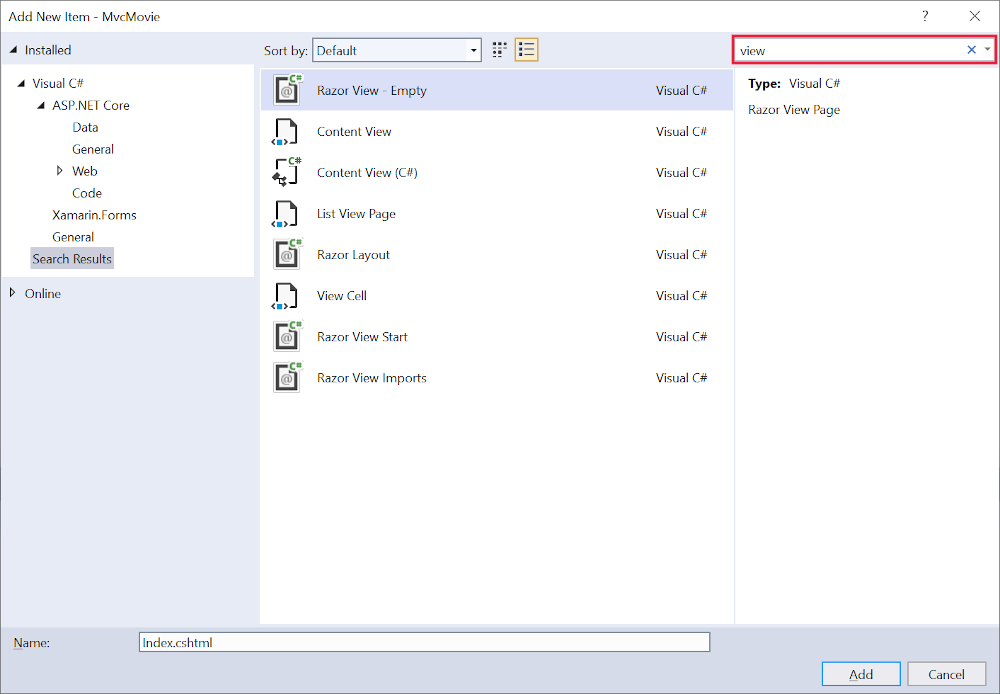 Add New Item - MvcMovie ?
Installed
Sort by: Default
view
Visual C#
ASP.NET Core
Data
General
Web
Code
Xamarin.Forms
General
Search Results
Online
Razor View - Empty Visual C#
Content View Visual C#
Content View (C#) Visual C#
List View Page Visual C#
Razor Layout Visual C#
View Cell Visual C#
Razor View Start Visual C#
Razor View Imports Visual C#
Type: Visual C#
Razor View Page
Name: Index.cshtml
Add Cancel